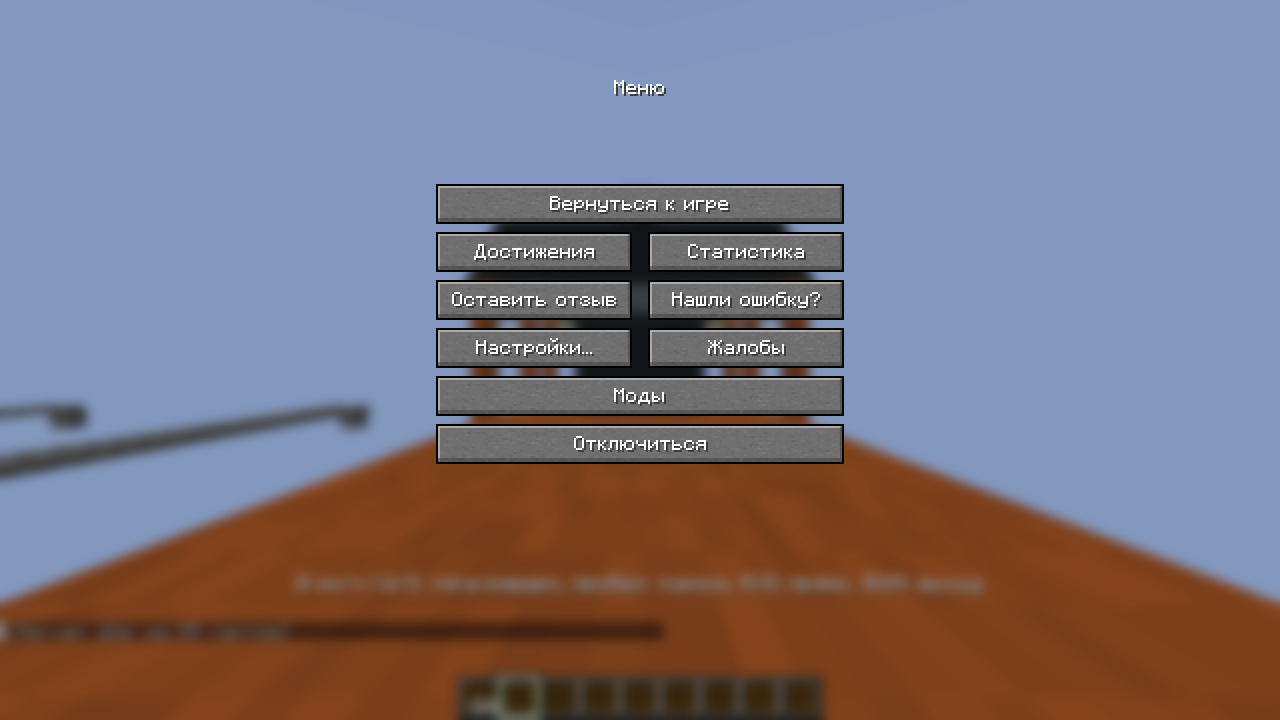 Меню
Вернуться к игре
Достижения
Статистика
Оставить отзыв
Нашли ошибку?
Настройки...
Жалобы
Моды
Отключиться